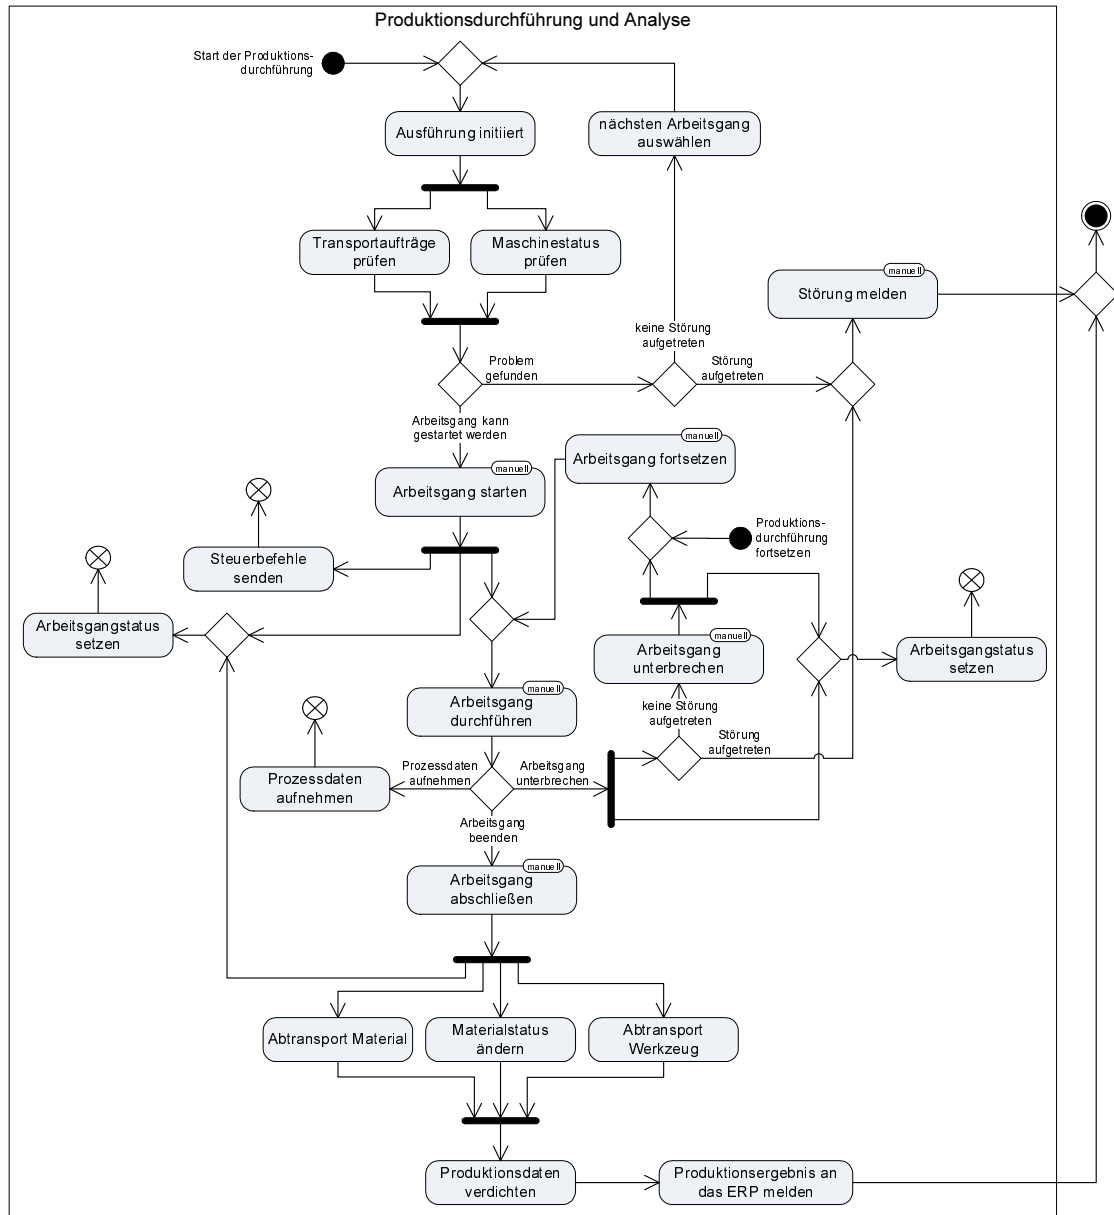 Produktionsdurchführung und Analyse
Start der Produktions-
durchführung
Ausführung initiiert
nächsten Arbeitsgang
auswählen
Transportaufträge
prüfen
Maschinestatus
prüfen
manuell
Störung melden
keine Störung
aufgetreten
Problem
gefunden
Störung
aufgetreten
Arbeitsgang kann
gestartet werden
manuell
Arbeitsgang fortsetzen
manuell
Arbeitsgang starten
Produktions-
durchführung
fortsetzen
Steuerbefehle
senden
Arbeitsgangstatus
setzen
manuell
Arbeitsgang
unterbrechen
Arbeitsgangstatus
setzen
manuell
Arbeitsgang
durchführen
keine Störung
aufgetreten
Störung
aufgetreten
Prozessdaten
aufnehmen
Prozessdaten
aufnehmen
Arbeitsgang
unterbrechen
Arbeitsgang
beenden
manuell
Arbeitsgang
abschließen
Abtransport Material
Materialstatus
ändern
Abtransport
Werkzeug
Produktionsdaten
verdichten
Produktionsergebnis an
das ERP melden